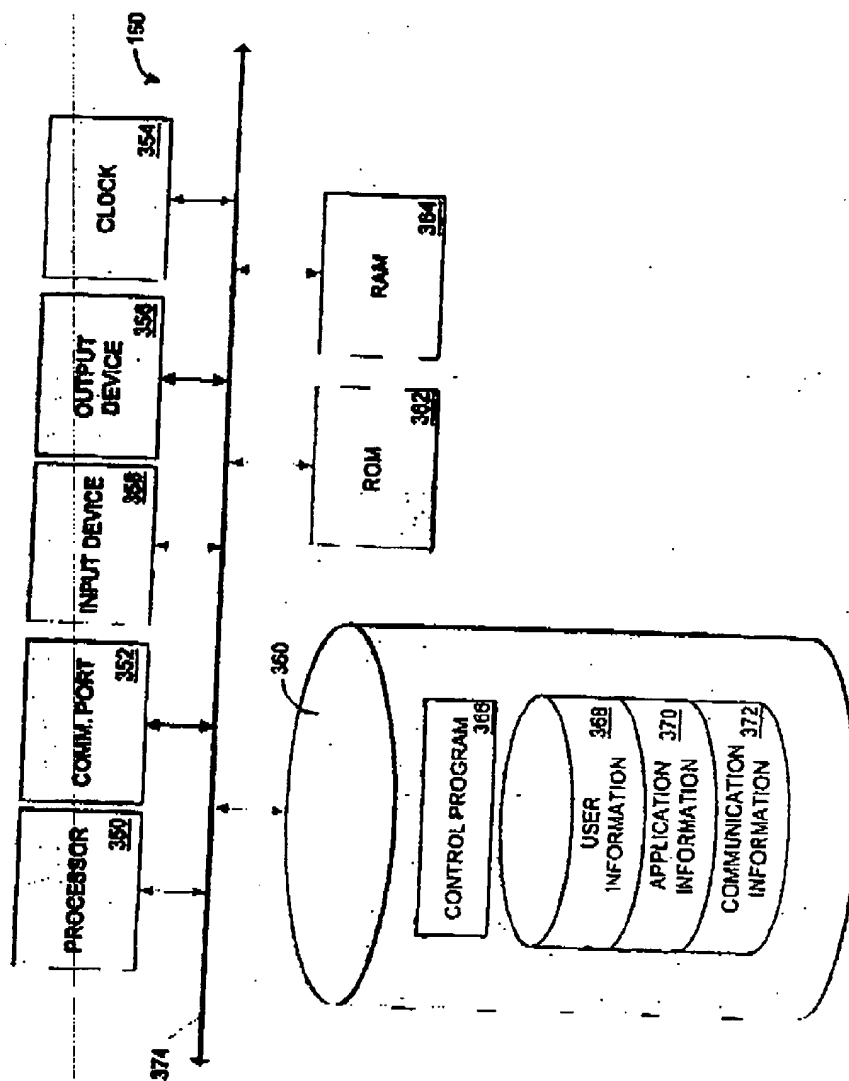 150
PROCESSOR
350
COMM. PORT
352
INPUT DEVICE
358
OUTPUT
DEVICE
356
CLOCK
354
374
360
ROM
362
RAM
364
CONTROL PROGRAM
366
USER
INFORMATION
368
APPLICATION
INFORMATION
370
COMMUNICATION
INFORMATION
372